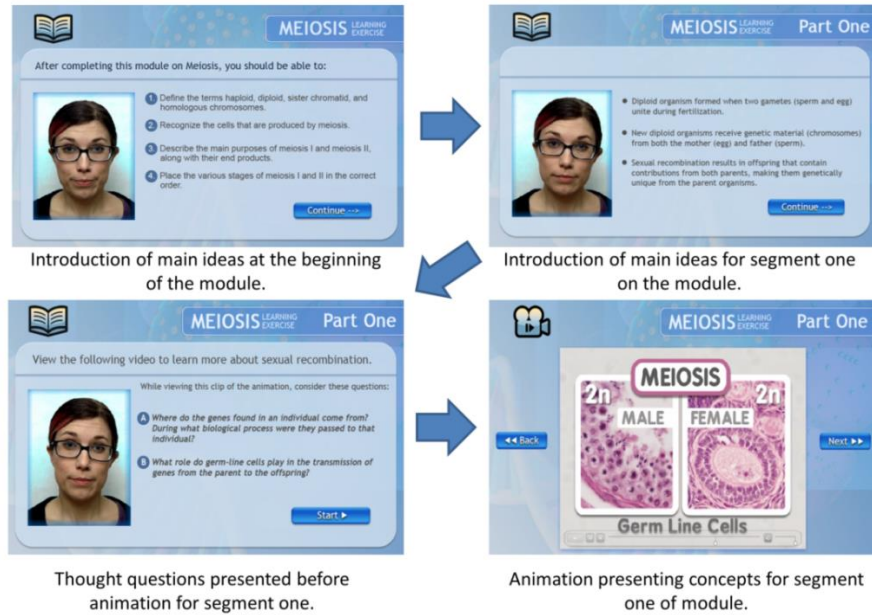 MEIOSIS LEARNING EXERCISE
After completing this module on Meiosis, you should be able to:
1 Define the terms haploid, diploid, sister chromatid, and
homologous chromosomes.
2 Recognize the cells that are produced by meiosis.
3 Describe the main purposes of meiosis I and meiosis II,
along with their end products.
4 Place the various stages of meiosis I and II in the correct
order.
Continue -->
Introduction of main ideas at the beginning
of the module.
MEIOSIS LEARNING EXERCISE Part One
• Diploid organism formed when two gametes (sperm and egg)
unite during fertilization.
• New diploid organisms receive genetic material (chromosomes)
from both the mother (egg) and father (sperm).
• Sexual recombination results in offspring that contain
contributions from both parents, making them genetically
unique from the parent organisms.
Continue -->
Introduction of main ideas for segment one
on the module.
MEIOSIS LEARNING EXERCISE Part One
View the following video to learn more about sexual recombination.
While viewing this clip of the animation, consider these questions:
A Where do the genes found in an individual come from?
During what biological process were they passed to that
individual?
B What role do germ-line cells play in the transmission of
genes from the parent to the offspring?
Start ▶
Thought questions presented before
animation for segment one.
MEIOSIS LEARNING EXERCISE Part One
MEIOSIS
2n 2n
MALE FEMALE
◀◀ Back Next ▶▶
Germ Line Cells
Animation presenting concepts for segment
one of module.